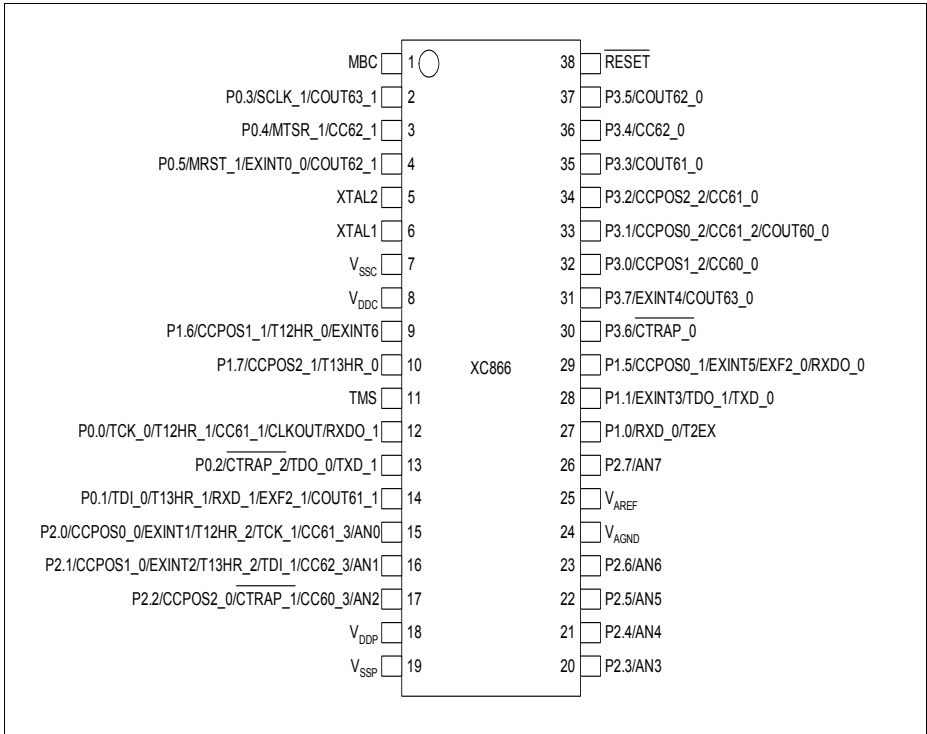 MBC 1 38 RESET
P0.3/SCLK_1/COUT63_1 2 37 P3.5/COUT62_0
P0.4/MTSR_1/CC62_1 3 36 P3.4/CC62_0
P0.5/MRST_1/EXINT0_0/COUT62_1 4 35 P3.3/COUT61_0
XTAL2 5 34 P3.2/CCPOS2_2/CC61_0
XTAL1 6 33 P3.1/CCPOS0_2/CC61_2/COUT60_0
VSSC 7 32 P3.0/CCPOS1_2/CC60_0
VDDC 8 31 P3.7/EXINT4/COUT63_0
P1.6/CCPOS1_1/T12HR_0/EXINT6 9 30 P3.6/CTRAP_0
P1.7/CCPOS2_1/T13HR_0 10 XC866 29 P1.5/CCPOS0_1/EXINT5/EXF2_0/RXDO_0
TMS 11 28 P1.1/EXINT3/TDO_1/TXD_0
P0.0/TCK_0/T12HR_1/CC61_1/CLKOUT/RXDO_1 12 27 P1.0/RXD_0/T2EX
P0.2/CTRAP_2/TDO_0/TXD_1 13 26 P2.7/AN7
P0.1/TDI_0/T13HR_1/RXD_1/EXF2_1/COUT61_1 14 25 VAREF
P2.0/CCPOS0_0/EXINT1/T12HR_2/TCK_1/CC61_3/AN0 15 24 VAGND
P2.1/CCPOS1_0/EXINT2/T13HR_2/TDI_1/CC62_3/AN1 16 23 P2.6/AN6
P2.2/CCPOS2_0/CTRAP_1/CC60_3/AN2 17 22 P2.5/AN5
VDDP 18 21 P2.4/AN4
VSSP 19 20 P2.3/AN3